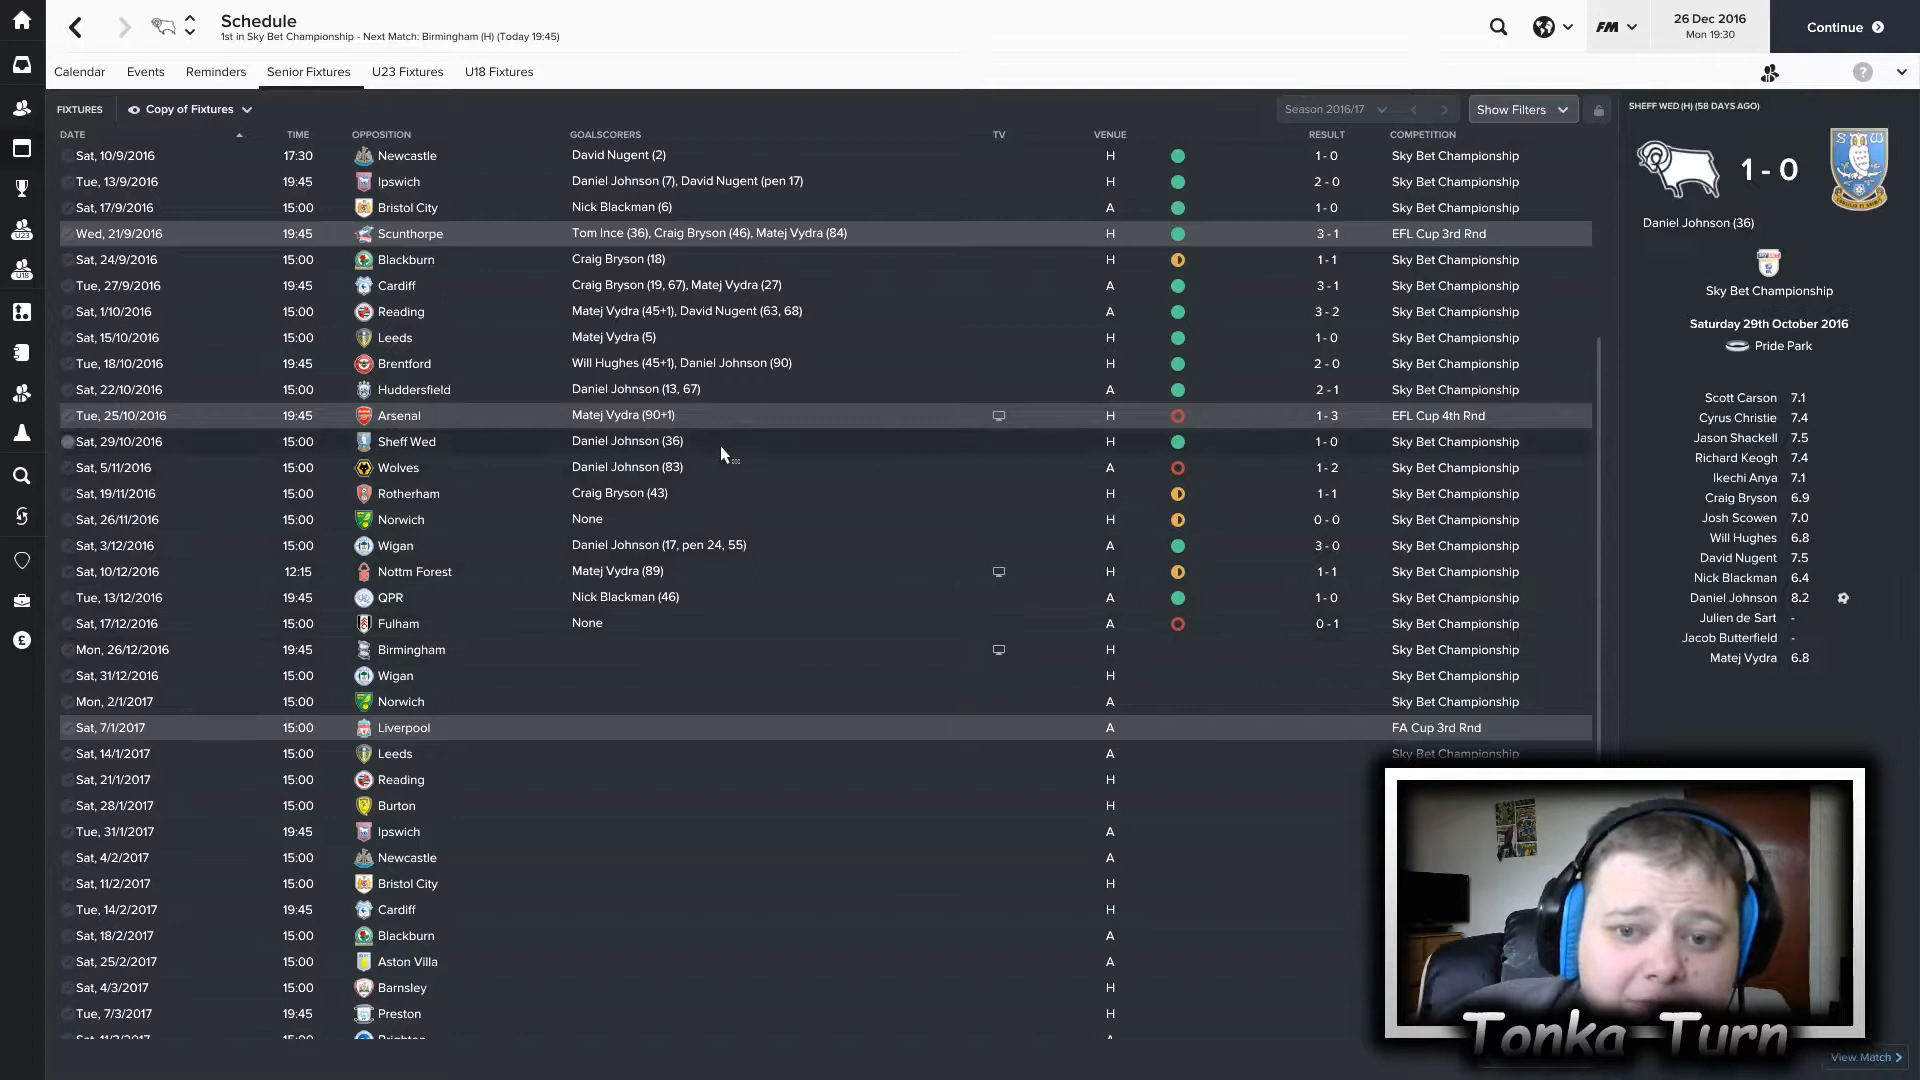 Schedule
1st in Sky Bet Championship - Next Match: Birmingham (H) (Today 19:45)
FM
26 Dec 2016
Mon 19:30
Continue
Calendar Events Reminders Senior Fixtures U23 Fixtures U18 Fixtures
?
FIXTURES Copy of Fixtures Season 2016/17 Show Filters
DATE TIME OPPOSITION GOALSCORERS TV VENUE RESULT COMPETITION
Sat, 10/9/2016 17:30 Newcastle David Nugent (2) H 1 - 0 Sky Bet Championship
Tue, 13/9/2016 19:45 Ipswich Daniel Johnson (7), David Nugent (pen 17) H 2 - 0 Sky Bet Championship
Sat, 17/9/2016 15:00 Bristol City Nick Blackman (6) A 1 - 0 Sky Bet Championship
Wed, 21/9/2016 19:45 Scunthorpe Tom Ince (36), Craig Bryson (46), Matej Vydra (84) H 3 - 1 EFL Cup 3rd Rnd
Sat, 24/9/2016 15:00 Blackburn Craig Bryson (18) H 1 - 1 Sky Bet Championship
Tue, 27/9/2016 19:45 Cardiff Craig Bryson (19, 67), Matej Vydra (27) A 3 - 1 Sky Bet Championship
Sat, 1/10/2016 15:00 Reading Matej Vydra (45+1), David Nugent (63, 68) A 3 - 2 Sky Bet Championship
Sat, 15/10/2016 15:00 Leeds Matej Vydra (5) H 1 - 0 Sky Bet Championship
Tue, 18/10/2016 19:45 Brentford Will Hughes (45+1), Daniel Johnson (90) H 2 - 0 Sky Bet Championship
Sat, 22/10/2016 15:00 Huddersfield Daniel Johnson (13, 67) A 2 - 1 Sky Bet Championship
Tue, 25/10/2016 19:45 Arsenal Matej Vydra (90+1) H 1 - 3 EFL Cup 4th Rnd
Sat, 29/10/2016 15:00 Sheff Wed Daniel Johnson (36) H 1 - 0 Sky Bet Championship
Sat, 5/11/2016 15:00 Wolves Daniel Johnson (83) A 1 - 2 Sky Bet Championship
Sat, 19/11/2016 15:00 Rotherham Craig Bryson (43) H 1 - 1 Sky Bet Championship
Sat, 26/11/2016 15:00 Norwich None H 0 - 0 Sky Bet Championship
Sat, 3/12/2016 15:00 Wigan Daniel Johnson (17, pen 24, 55) A 3 - 0 Sky Bet Championship
Sat, 10/12/2016 12:15 Nottm Forest Matej Vydra (89) H 1 - 1 Sky Bet Championship
Tue, 13/12/2016 19:45 QPR Nick Blackman (46) A 1 - 0 Sky Bet Championship
Sat, 17/12/2016 15:00 Fulham None A 0 - 1 Sky Bet Championship
Mon, 26/12/2016 19:45 Birmingham H Sky Bet Championship
Sat, 31/12/2016 15:00 Wigan H Sky Bet Championship
Mon, 2/1/2017 15:00 Norwich A Sky Bet Championship
Sat, 7/1/2017 15:00 Liverpool A FA Cup 3rd Rnd
Sat, 14/1/2017 15:00 Leeds A Sky Bet Championship
Sat, 21/1/2017 15:00 Reading H
Sat, 28/1/2017 15:00 Burton H
Tue, 31/1/2017 19:45 Ipswich A
Sat, 4/2/2017 15:00 Newcastle A
Sat, 11/2/2017 15:00 Bristol City H
Tue, 14/2/2017 19:45 Cardiff H
Sat, 18/2/2017 15:00 Blackburn A
Sat, 25/2/2017 15:00 Aston Villa A
Sat, 4/3/2017 15:00 Barnsley H
Tue, 7/3/2017 19:45 Preston H
SHEFF WED (H) (58 DAYS AGO)
1 - 0
Daniel Johnson (36)
Sky Bet Championship
Saturday 29th October 2016
Pride Park
Scott Carson 7.1
Cyrus Christie 7.4
Jason Shackell 7.5
Richard Keogh 7.4
Ikechi Anya 7.1
Craig Bryson 6.9
Josh Scowen 7.0
Will Hughes 6.8
David Nugent 7.5
Nick Blackman 6.4
Daniel Johnson 8.2
Julien de Sart -
Jacob Butterfield -
Matej Vydra 6.8
Tonka Turn
View Match